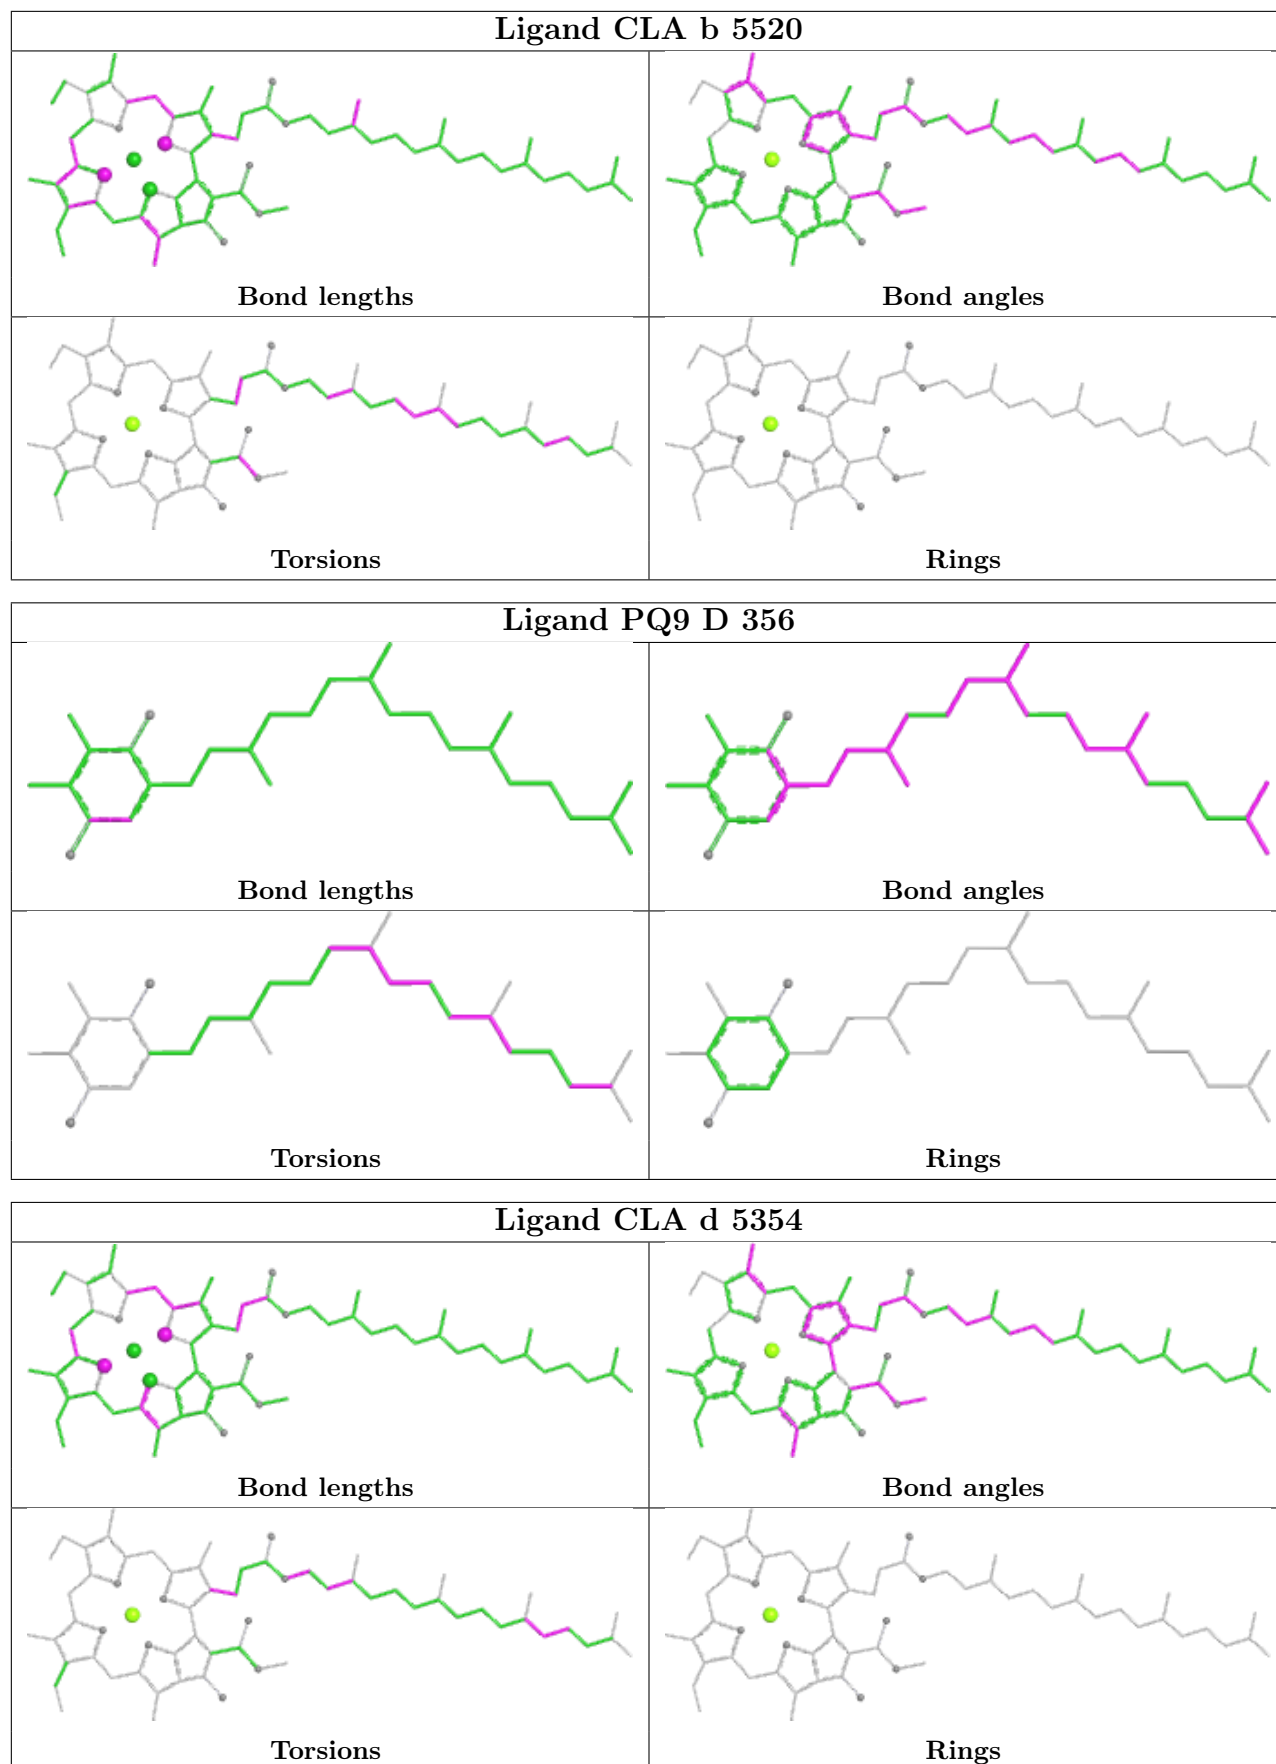 Ligand CLA b 5520
Bond lengths
Bond angles
Torsions
Rings
Ligand PQ9 D 356
Bond lengths
Bond angles
Torsions
Rings
Ligand CLA d 5354
Bond lengths
Bond angles
Torsions
Rings